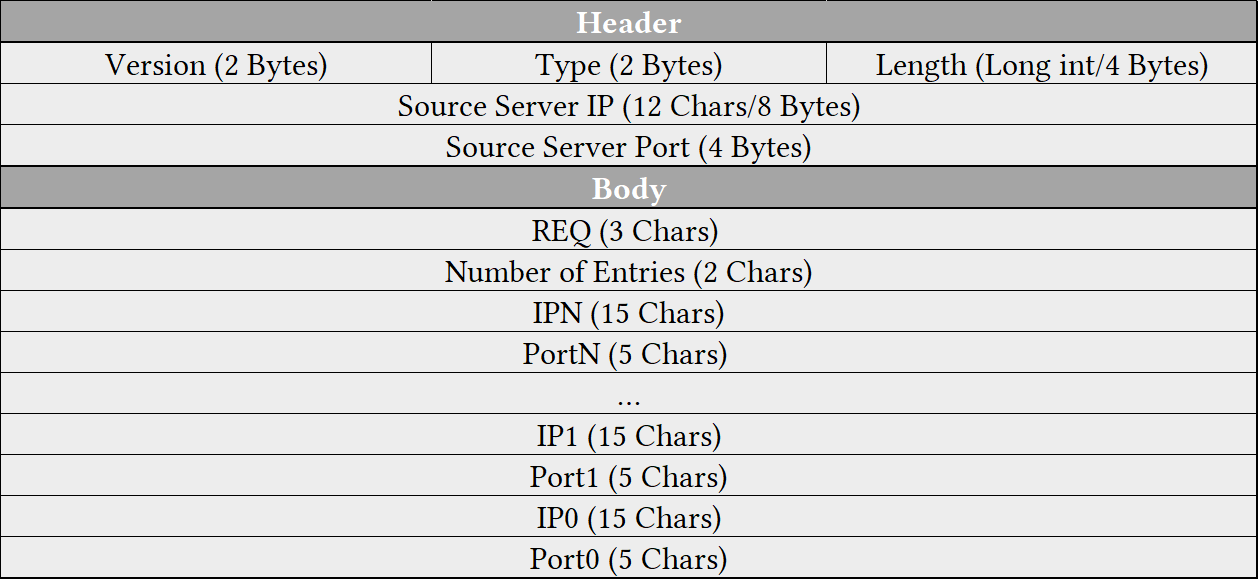 Header
Version (2 Bytes) Type (2 Bytes) Length (Long int/4 Bytes)
Source Server IP (12 Chars/8 Bytes)
Source Server Port (4 Bytes)
Body
REQ (3 Chars)
Number of Entries (2 Chars)
IPN (15 Chars)
PortN (5 Chars)
...
IP1 (15 Chars)
Port1 (5 Chars)
IP0 (15 Chars)
Port0 (5 Chars)